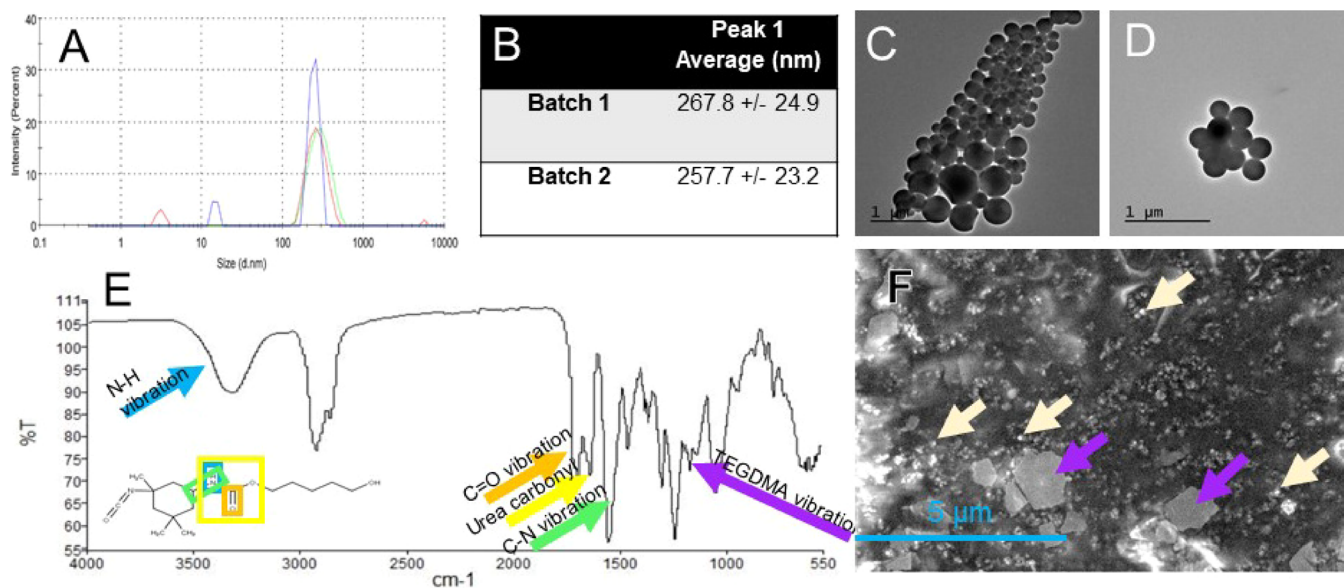 A
40
30
20
10
0
Intensity (Percent)
0.1 1 10 100 1000 10000
Size (d.nm)
B
Peak 1
Average (nm)
Batch 1 267.8 +/- 24.9
Batch 2 257.7 +/- 23.2
C
1 µm
D
1 µm
E
111
105
100
95
90
85
80
75
70
65
60
55
%T
4000 3500 3000 2500 2000 1500 1000 550
cm-1
N-H
vibration
C=O vibration
Urea carbonyl
C-N vibration
TEGDMA vibration
H₃C
H₃C
CH₃
O
OH
F
5 µm